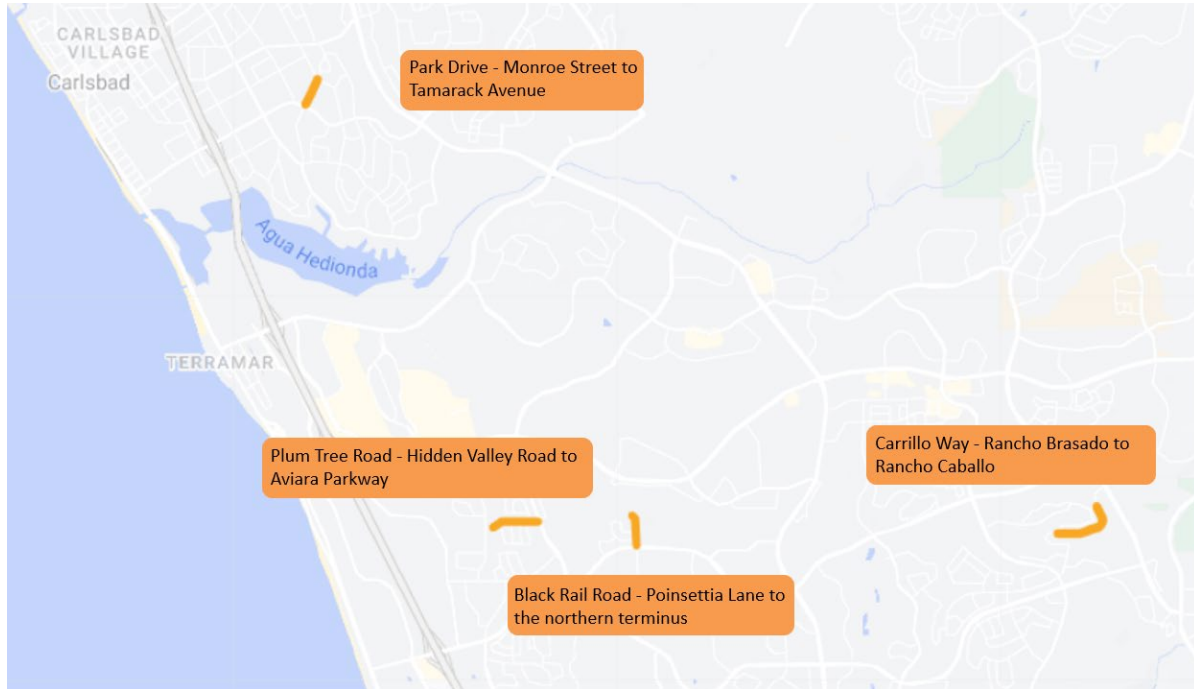 CARLSBAD
VILLAGE
Carlsbad
Park Drive - Monroe Street to
Tamarack Avenue
Agua Hedionda
TERRAMAR
Plum Tree Road - Hidden Valley Road to
Aviara Parkway
Carrillo Way - Rancho Brasado to
Rancho Caballo
Black Rail Road - Poinsettia Lane to
the northern terminus